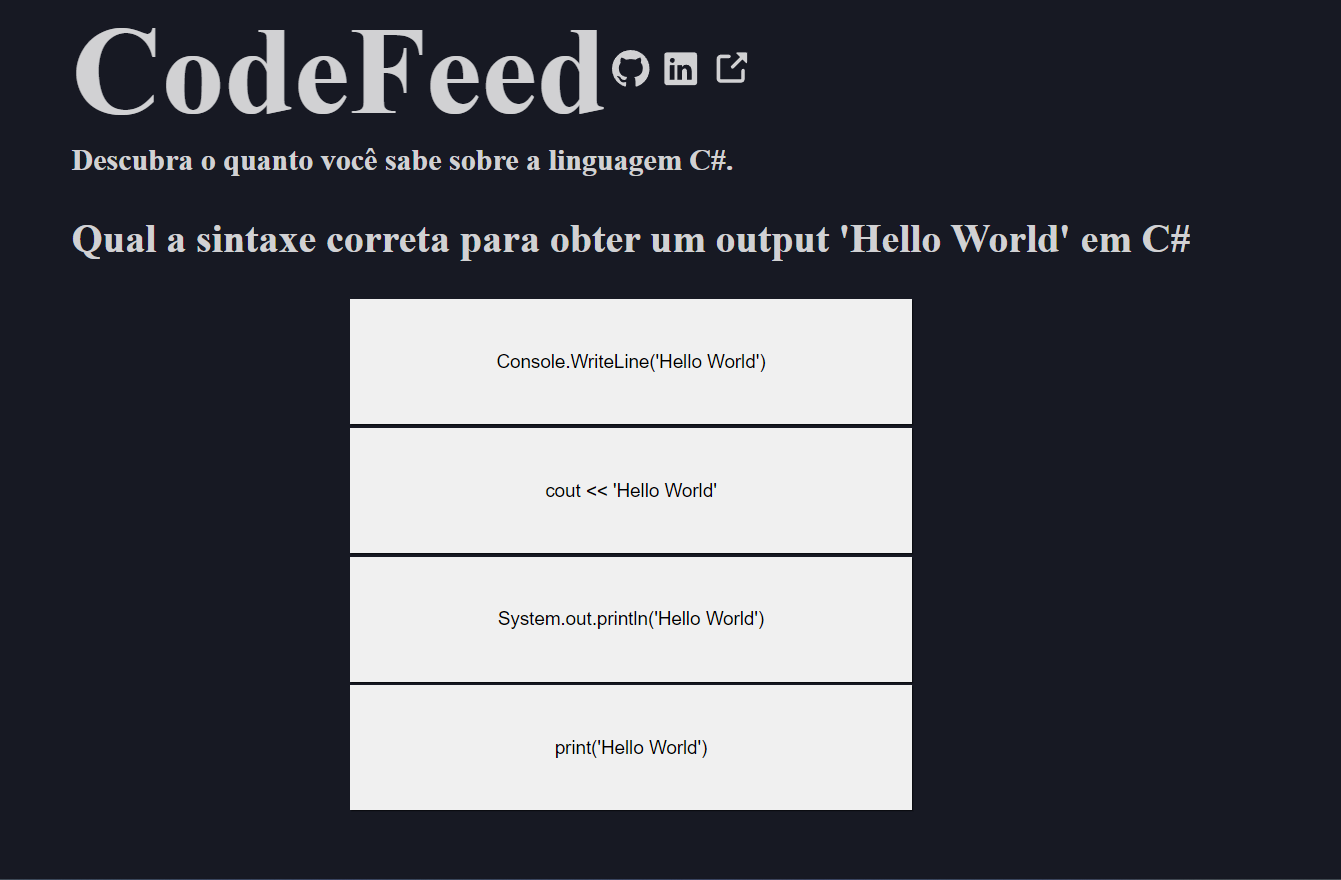 CodeFeed
Descubra o quanto você sabe sobre a linguagem C#.
Qual a sintaxe correta para obter um output 'Hello World' em C#
Console.WriteLine('Hello World')
cout << 'Hello World'
System.out.println('Hello World')
print('Hello World')